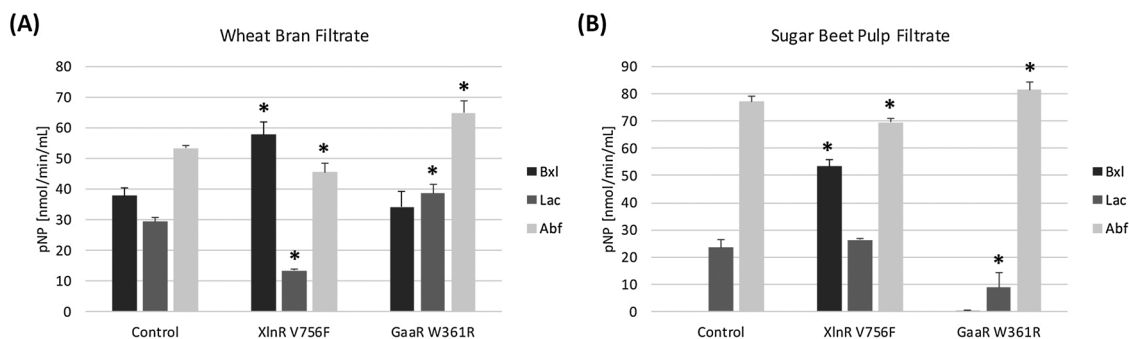 (A)
Wheat Bran Filtrate
pNP [nmol/min/mL]
80
70
60
50
40
30
20
10
0
*
*
*
*
*
Control
XlnR V756F
GaaR W361R
Bxl
Lac
Abf
(B)
Sugar Beet Pulp Filtrate
pNP [nmol/min/mL]
90
80
70
60
50
40
30
20
10
0
*
*
*
*
Control
XlnR V756F
GaaR W361R
Bxl
Lac
Abf